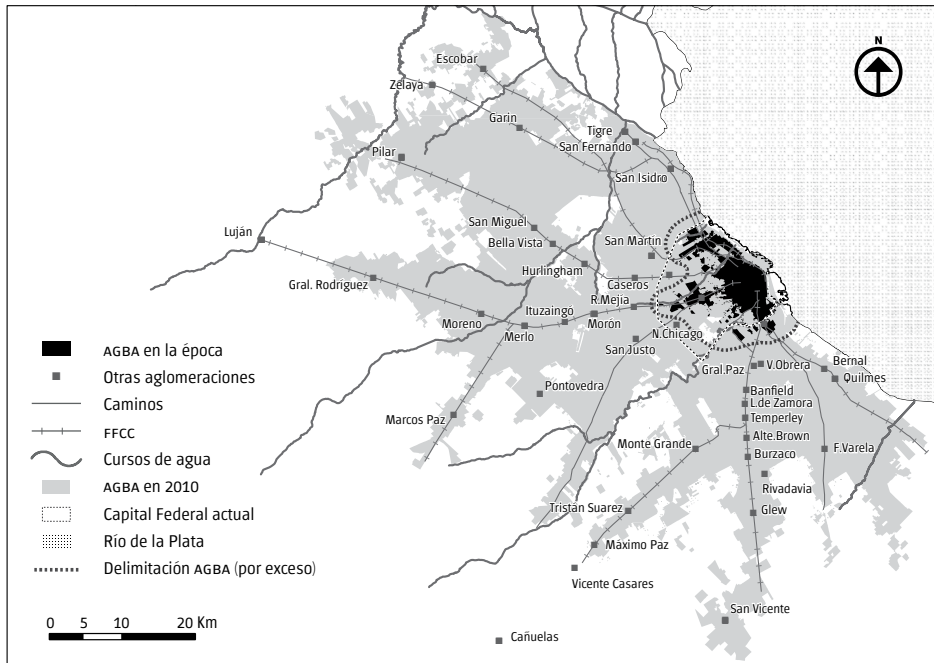 N
Escobar
Zelaya
Garin
Tigre
San Fernando
Pilar
San Isidro
San Miguel
San Martín
Luján
Bella Vista
Hurlingham
Caseros
Gral. Rodriguez
R.Mejia
Ituzaingó
Moreno
Morón
Merlo
N.Chicago
San Justo
Bernal
V.Obrera
Gral.Paz
Quilmes
Pontovedra
Banfield
L.de Zamora
Marcos Paz
Temperley
Monte Grande
Alte.Brown
F.Varela
Burzaco
Rivadavia
Tristán Suarez
Glew
Máximo Paz
Vicente Casares
San Vicente
Cañuelas
AGBA en la época
Otras aglomeraciones
Caminos
FFCC
Cursos de agua
AGBA en 2010
Capital Federal actual
Río de la Plata
Delimitación AGBA (por exceso)
0 5 10 20 Km